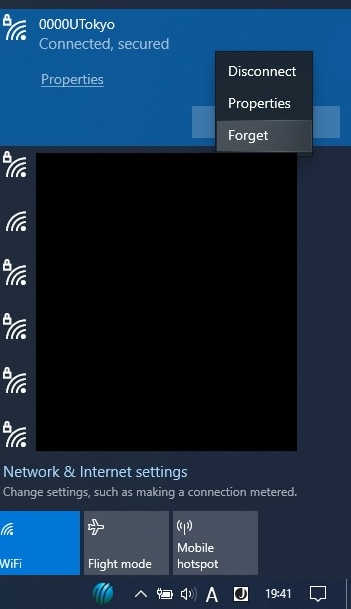 0000UTokyo
Connected, secured
Properties
Disconnect
Properties
Forget
Network & Internet settings
Change settings, such as making a connection metered.
WiFi
Flight mode
Mobile
hotspot
A
J
19:41